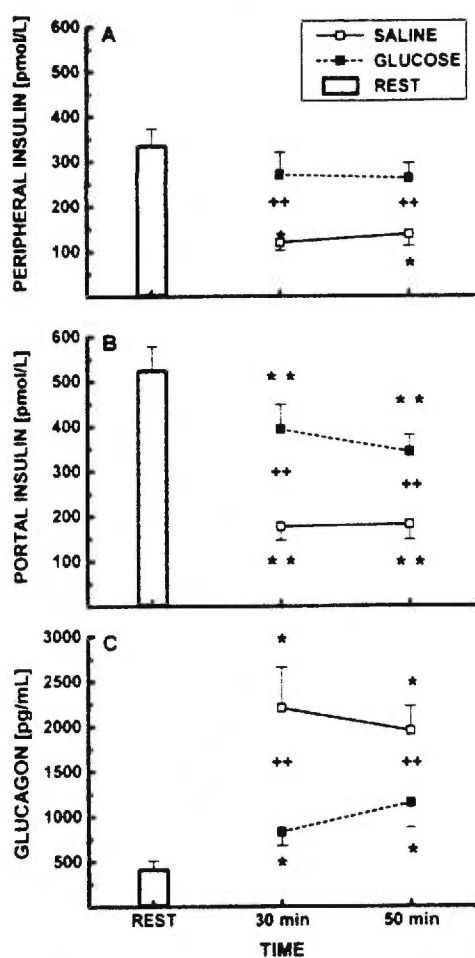 A
SALINE
GLUCOSE
REST
PERIPHERAL INSULIN [pmol/L]
600
500
400
300
200
100
++ ++
* *
B
PORTAL INSULIN [pmol/L]
600
500
400
300
200
100
** **
++ ++
** **
C
GLUCAGON [pg/mL]
3000
2500
2000
1500
1000
500
* *
++ ++
* *
REST 30 min 50 min
TIME